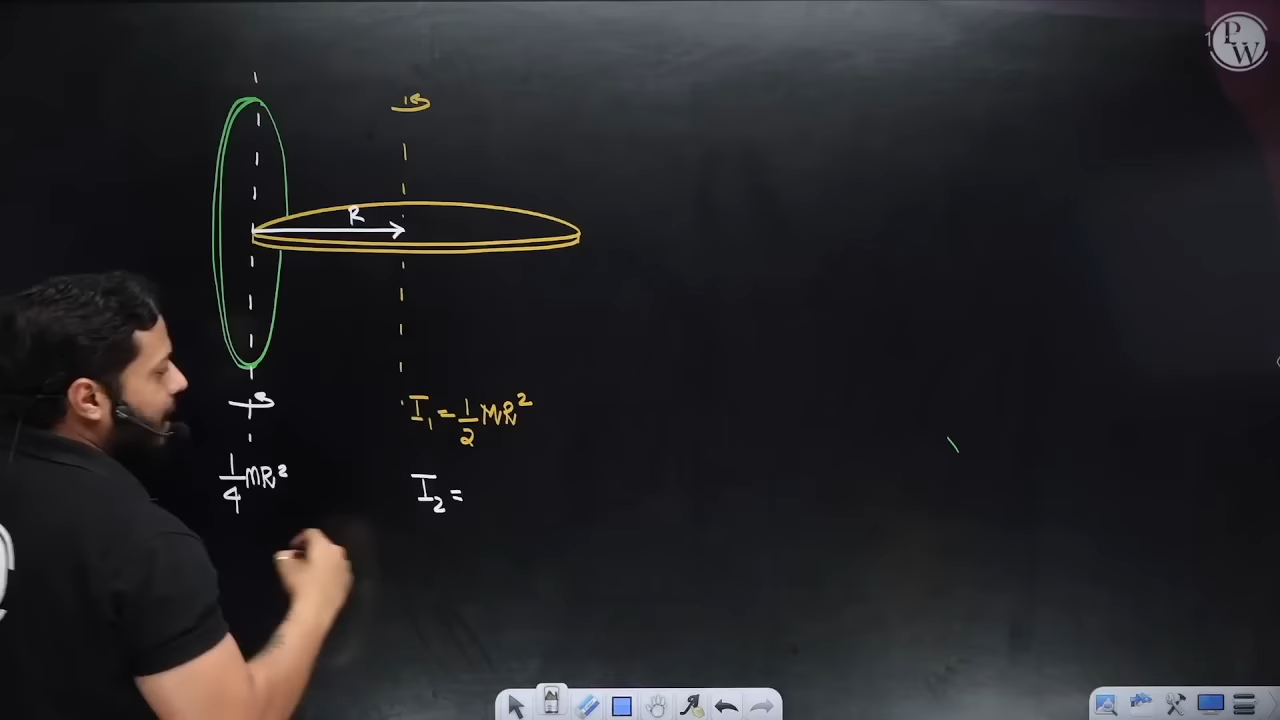 PW
R
I₁ = 1/2 MR²
1/4 MR²
I₂ =